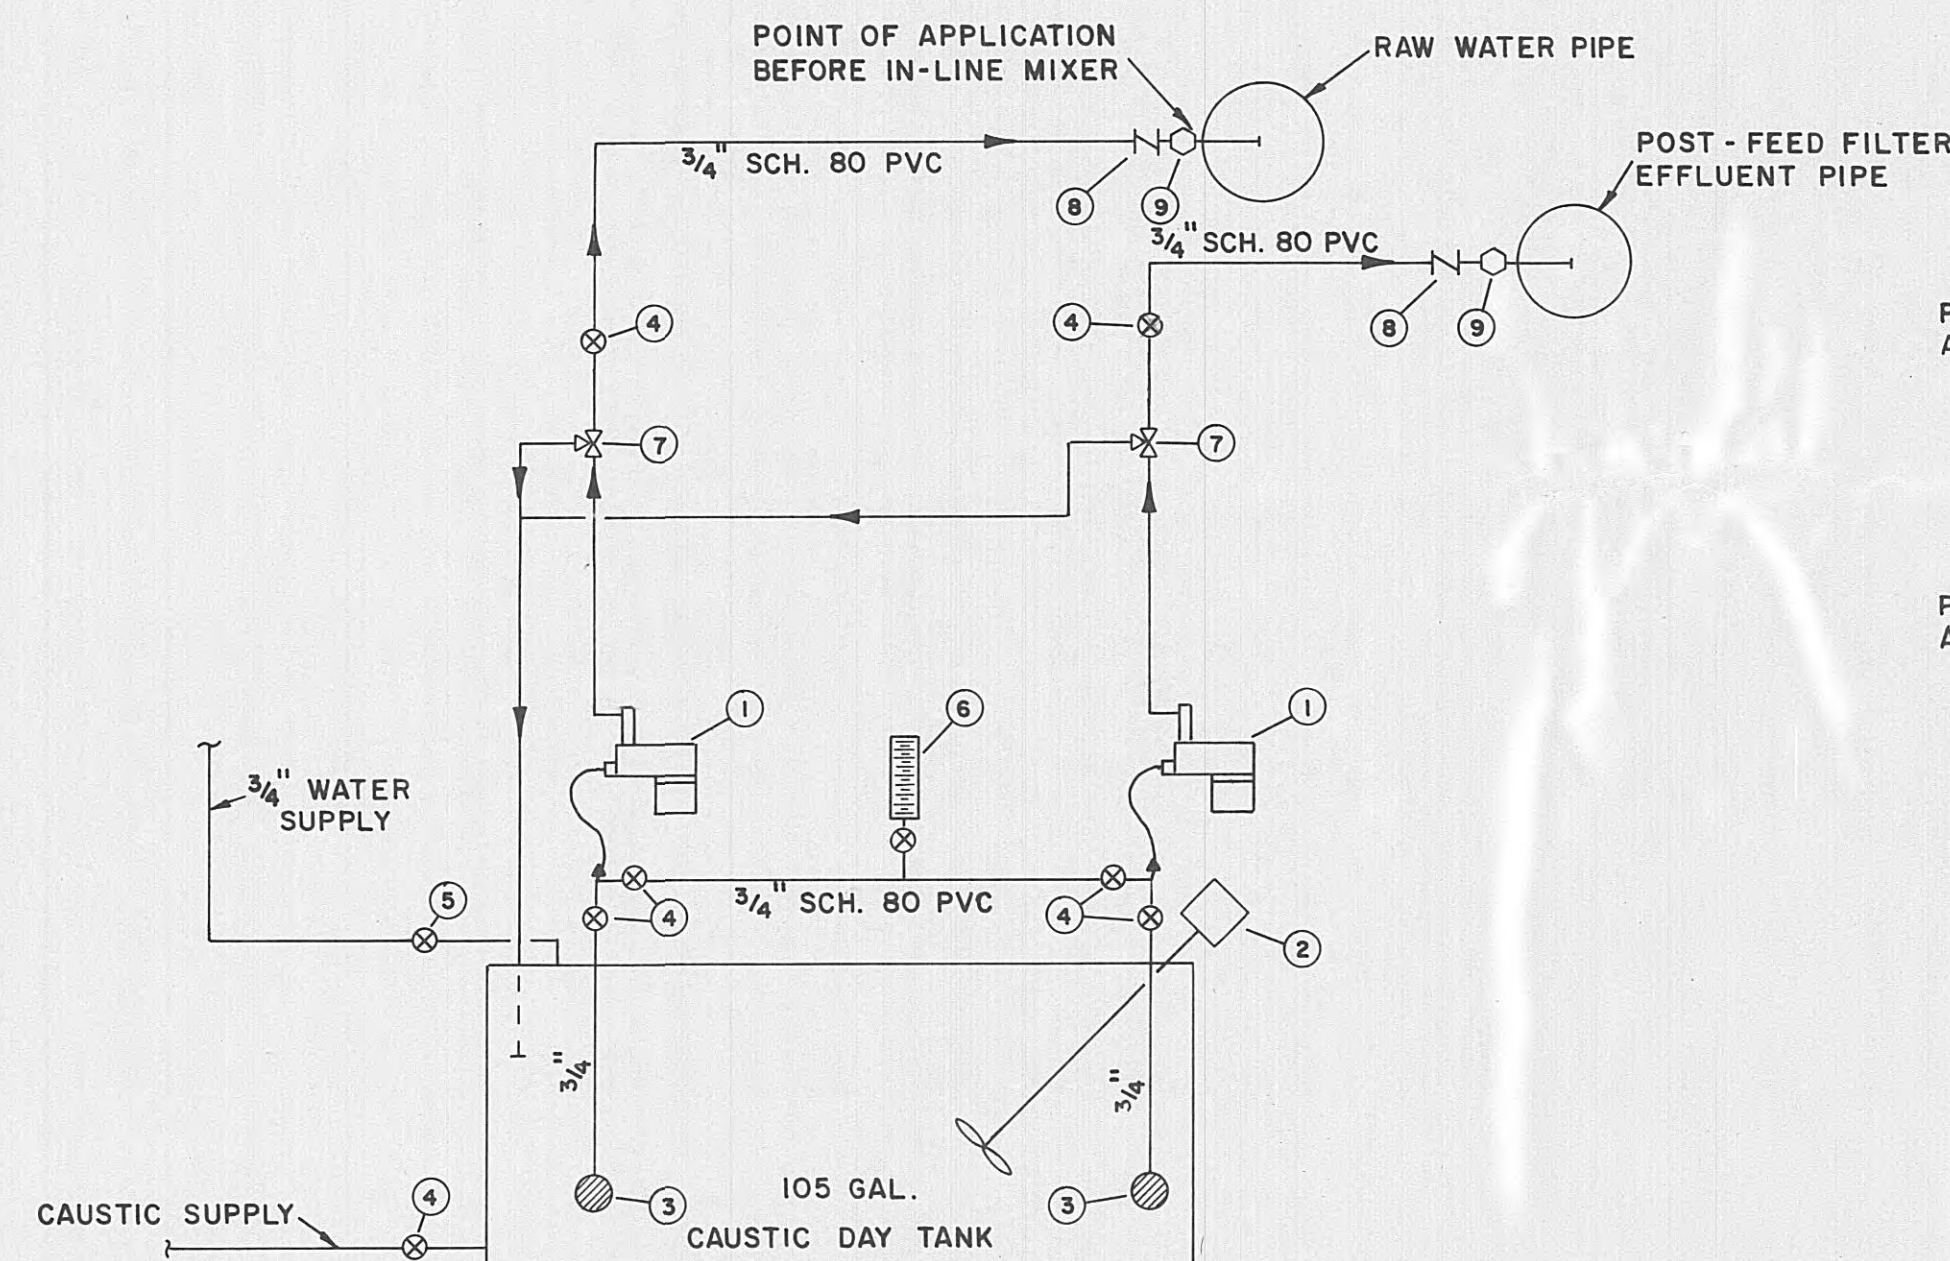 POINT OF APPLICATION
BEFORE IN-LINE MIXER
RAW WATER PIPE
3/4" SCH. 80 PVC
8
9
POST - FEED FILTER
EFFLUENT PIPE
3/4" SCH. 80 PVC
8
9
4
4
7
7
P
A
P
A
1
6
1
3/4" WATER
SUPPLY
5
3/4" SCH. 80 PVC
4
4
2
3/4"
3/4"
3
3
105 GAL.
CAUSTIC DAY TANK
CAUSTIC SUPPLY
4